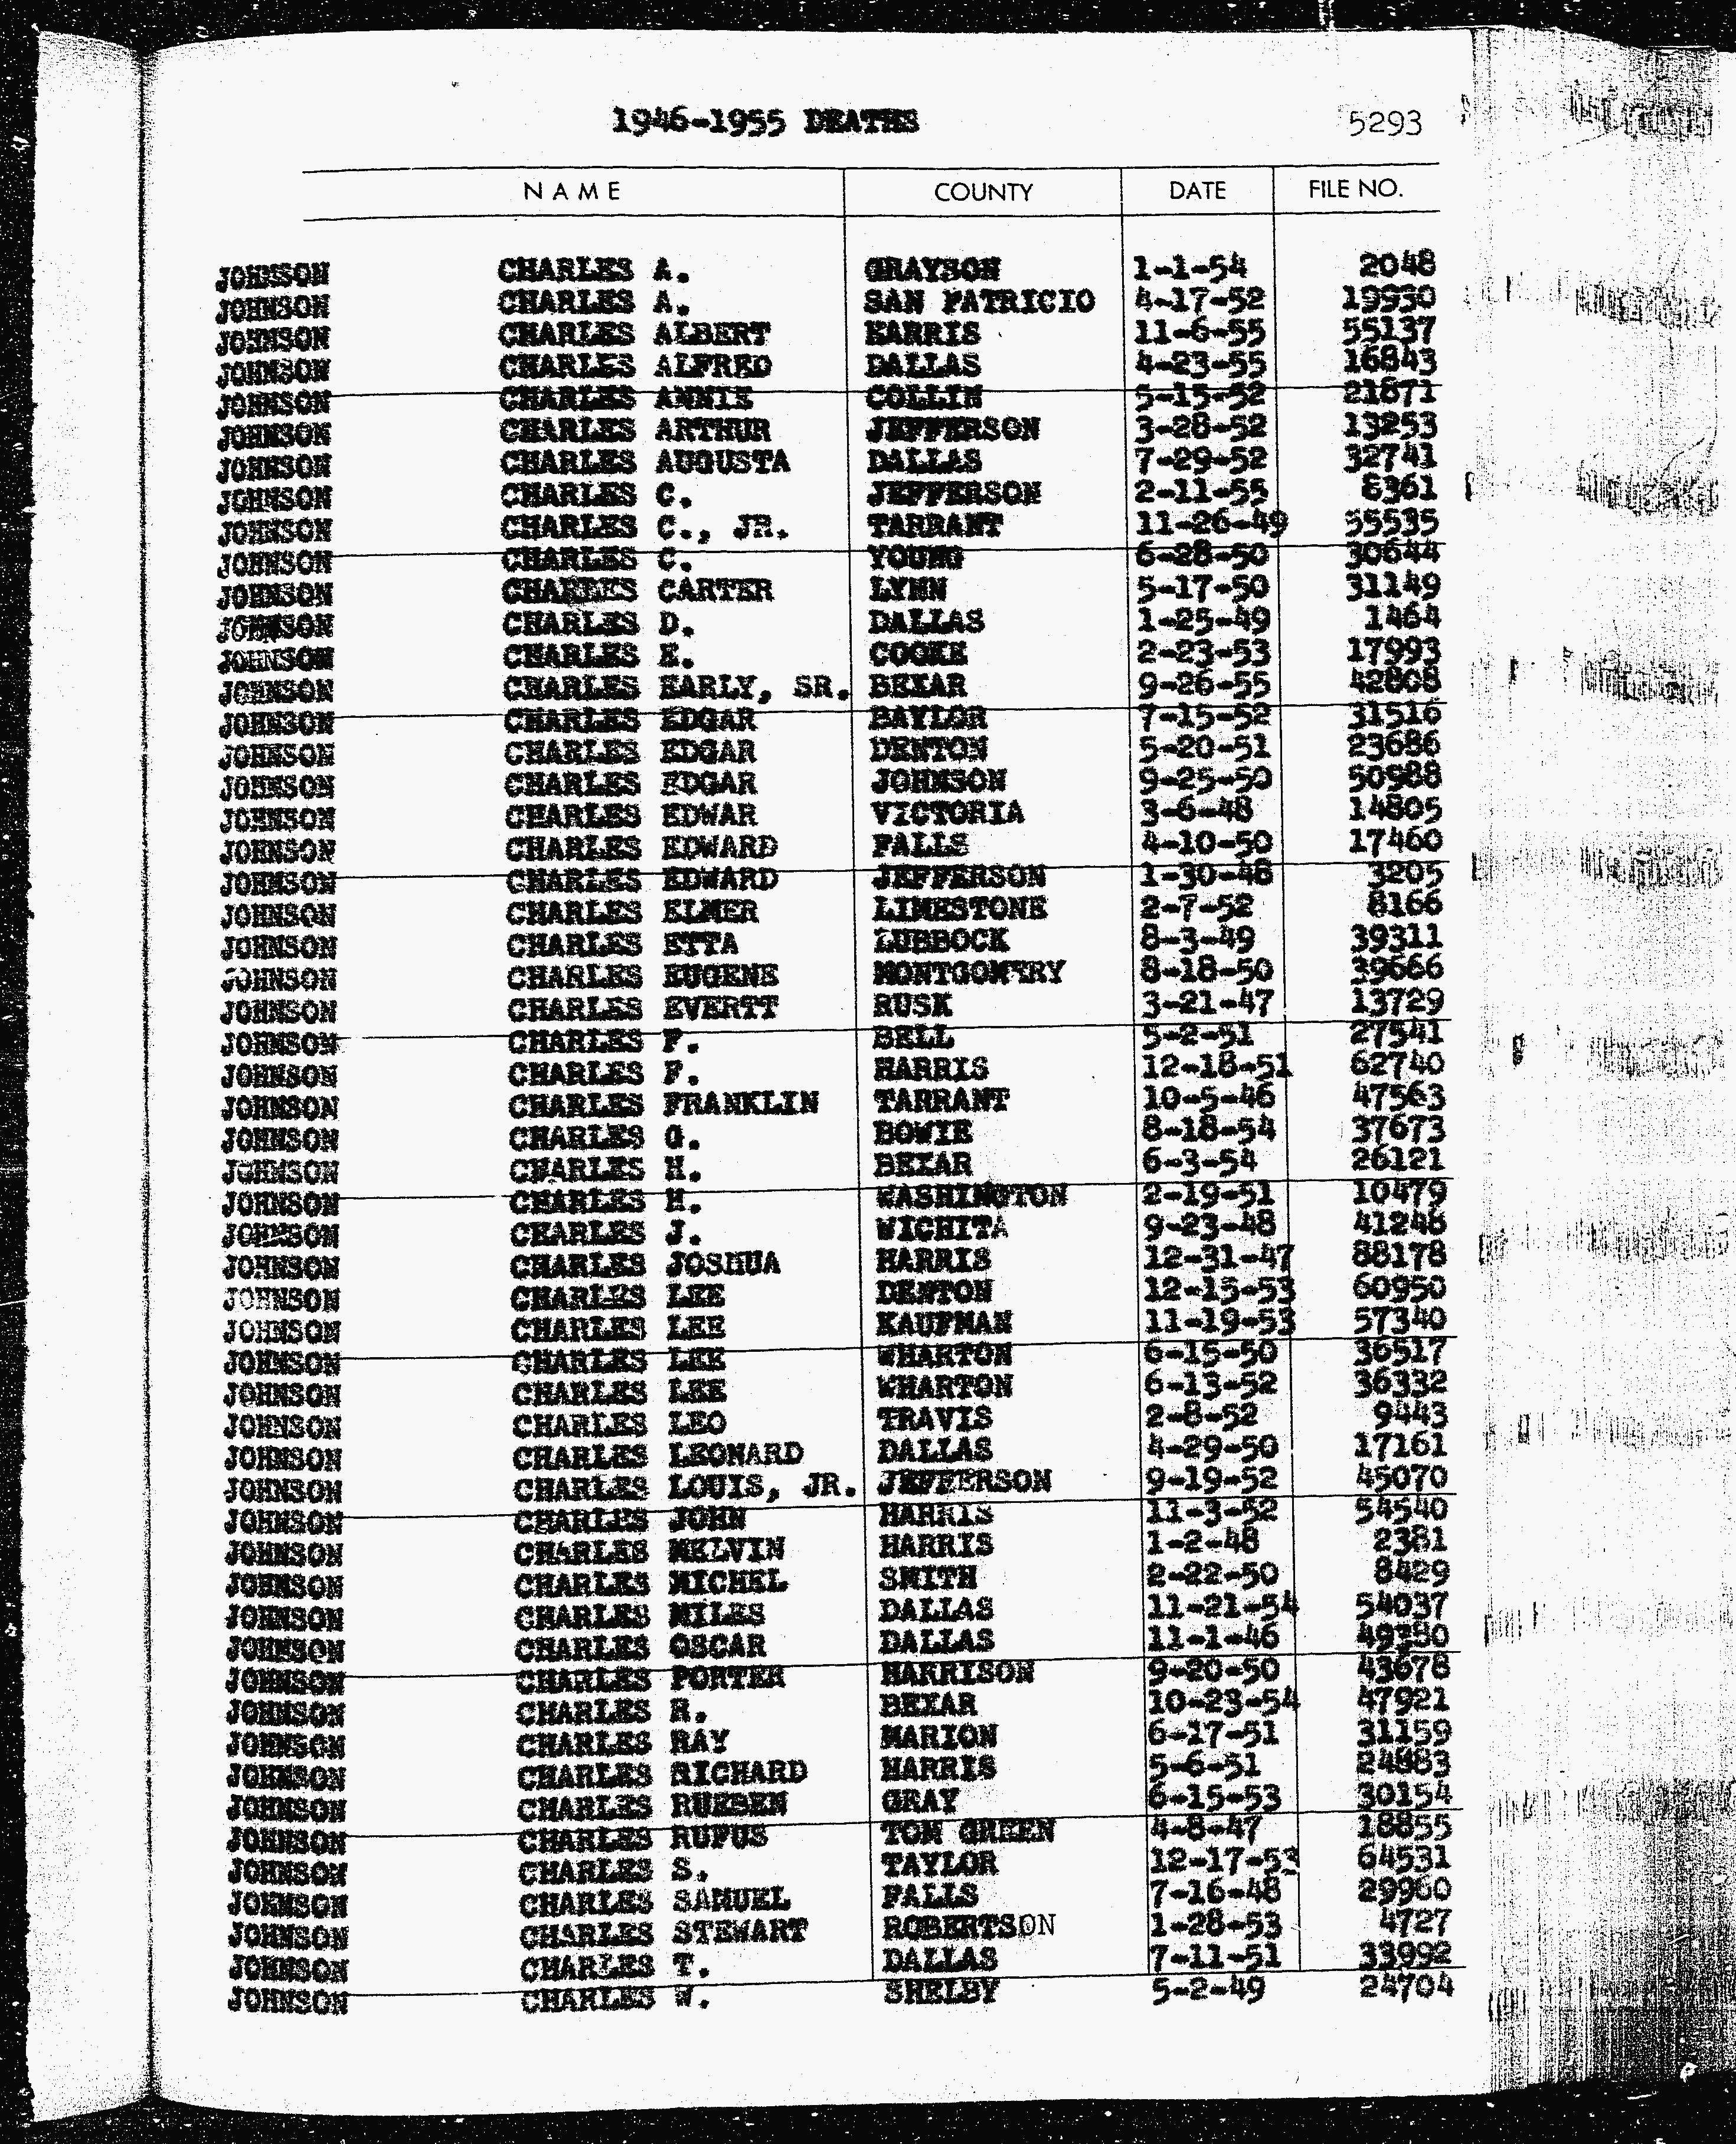 1946-1955 DEATHS 5293
NAME COUNTY DATE FILE NO.
JOHNSON CHARLES A. GRAYSON 1-1-54 2048
JOHNSON CHARLES A. SAN PATRICIO 4-17-52 19930
JOHNSON CHARLES ALBERT HARRIS 11-6-55 55137
JOHNSON CHARLES ALFRED DALLAS 4-23-55 16843
JOHNSON CHARLES ANNIE COLLIN 5-15-52 21871
JOHNSON CHARLES ARTHUR JEFFERSON 3-28-52 13253
JOHNSON CHARLES AUGUSTA DALLAS 7-29-52 32741
JOHNSON CHARLES C. JEFFERSON 2-11-55 8361
JOHNSON CHARLES C., JR. TARRANT 11-26-49 55535
JOHNSON CHARLES C. YOUNG 6-28-50 30644
JOHNSON CHARLES CARTER LYNN 5-17-50 31149
JOHNSON CHARLES D. DALLAS 1-25-49 1464
JOHNSON CHARLES E. COOKE 2-23-53 17993
JOHNSON CHARLES EARLY, SR. BEXAR 9-26-55 42808
JOHNSON CHARLES EDGAR BAYLOR 7-15-52 31516
JOHNSON CHARLES EDGAR DENTON 5-20-51 23686
JOHNSON CHARLES EDGAR JOHNSON 9-25-50 50988
JOHNSON CHARLES EDWAR VICTORIA 3-6-48 14805
JOHNSON CHARLES EDWARD FALLS 4-10-50 17460
JOHNSON CHARLES EDWARD JEFFERSON 1-30-48 3205
JOHNSON CHARLES ELMER LIMESTONE 2-7-52 8166
JOHNSON CHARLES ETTA LUBBOCK 8-3-49 39311
JOHNSON CHARLES EUGENE MONTGOMERY 8-18-50 39666
JOHNSON CHARLES EVERTT RUSK 3-21-47 13729
JOHNSON CHARLES F. BELL 5-2-51 27541
JOHNSON CHARLES F. HARRIS 12-18-51 62740
JOHNSON CHARLES FRANKLIN TARRANT 10-5-46 47563
JOHNSON CHARLES G. BOWIE 8-18-54 37673
JOHNSON CHARLES H. BEXAR 6-3-54 26121
JOHNSON CHARLES H. WASHINGTON 2-19-51 10479
JOHNSON CHARLES J. WICHITA 9-23-48 41248
JOHNSON CHARLES JOSHUA HARRIS 12-31-47 88178
JOHNSON CHARLES LEE DENTON 12-15-53 60950
JOHNSON CHARLES LEE KAUFMAN 11-19-53 57340
JOHNSON CHARLES LEE WHARTON 6-15-50 36517
JOHNSON CHARLES LEE WHARTON 6-13-52 36332
JOHNSON CHARLES LEO TRAVIS 2-8-52 9443
JOHNSON CHARLES LEONARD DALLAS 4-29-50 17161
JOHNSON CHARLES LOUIS, JR. JEFFERSON 9-19-52 45070
JOHNSON CHARLES JOHN HARRIS 11-3-52 54540
JOHNSON CHARLES MELVIN HARRIS 1-2-48 2381
JOHNSON CHARLES MICHEL SMITH 2-22-50 8429
JOHNSON CHARLES MILES DALLAS 11-21-54 54037
JOHNSON CHARLES OSCAR DALLAS 11-1-46
JOHNSON CHARLES PORTER HARRISON 9-20-50 43678
JOHNSON CHARLES R. BEXAR 10-23-54 47921
JOHNSON CHARLES RAY MARION 6-17-51 31159
JOHNSON CHARLES RICHARD HARRIS 5-6-51 24883
JOHNSON CHARLES RUEBEN GRAY 6-15-53 30154
JOHNSON CHARLES RUFUS TOM GREEN 4-8-47 18855
JOHNSON CHARLES S. TAYLOR 12-17-53 64531
JOHNSON CHARLES SAMUEL FALLS 7-16-48 29960
JOHNSON CHARLES STEWART ROBERTSON 1-28-53 4727
JOHNSON CHARLES T. DALLAS 7-11-51 33992
JOHNSON CHARLES W. SHELBY 5-2-49 24704